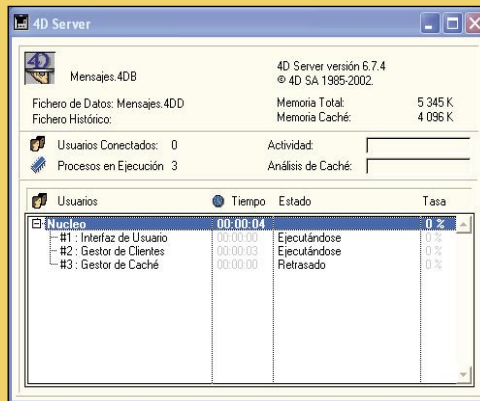 4D Server
4D
Mensajes.4DB
4D Server versión 6.7.4
© 4D SA 1985-2002.
Fichero de Datos: Mensajes.4DD
Fichero Histórico:
Memoria Total: 5 345 K
Memoria Caché: 4 096 K
Usuarios Conectados: 0
Procesos en Ejecución 3
Actividad:
Análisis de Caché:
Usuarios Tiempo Estado Tasa
Nucleo 00:00:04 0 %
#1 : Interfaz de Usuario 00:00:00 Ejecutándose 0 %
#2 : Gestor de Clientes 00:00:03 Ejecutándose 0 %
#3 : Gestor de Caché 00:00:00 Retrasado 0 %